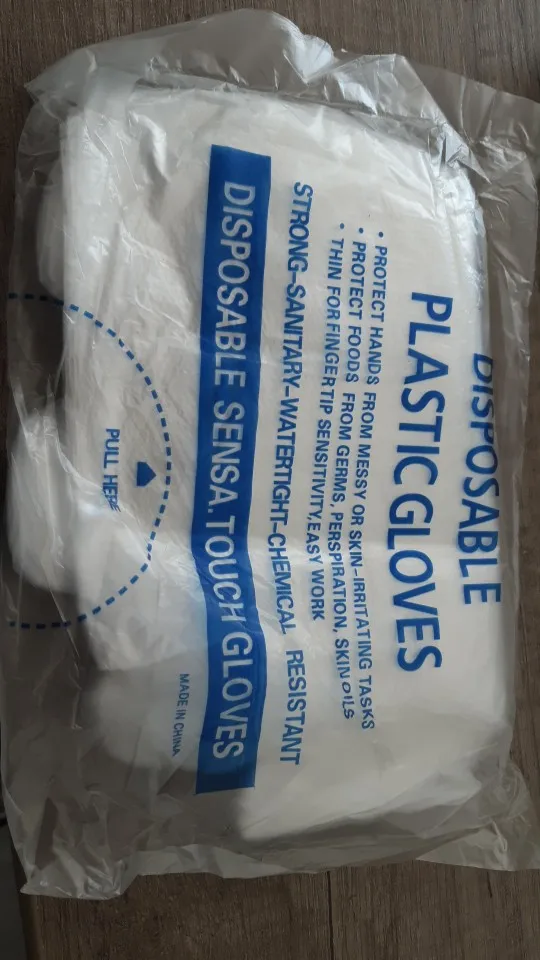 DISPOSABLE
PLASTIC GLOVES
• PROTECT HANDS FROM MESSY OR SKIN-IRRITATING TASKS
• PROTECT FOODS FROM GERMS, PERSPIRATION, SKIN OILS
• THIN FOR FINGERTIP SENSITIVITY, EASY WORK
STRONG-SANITARY-WATERTIGHT-CHEMICAL RESISTANT
DISPOSABLE SENSA.TOUCH GLOVES
MADE IN CHINA
PULL HERE